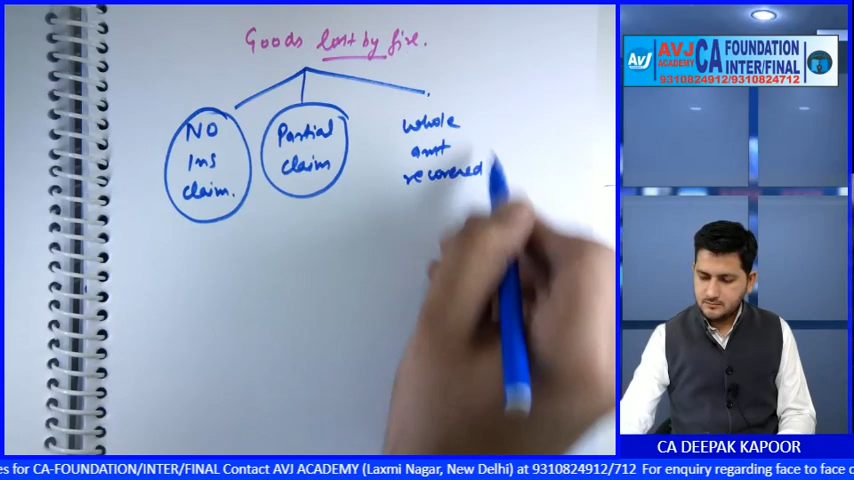 Goods lost by fire.
NO
Ins
claim.
Partial
claim
whole
amt
recovered
AVJ
AVJ
ACADEMY
CA
FOUNDATION
INTER/FINAL
9310824912/9310824712
CA DEEPAK KAPOOR
es for CA-FOUNDATION/INTER/FINAL Contact AVJ ACADEMY (Laxmi Nagar, New Delhi) at 9310824912/712 For enquiry regarding face to face c